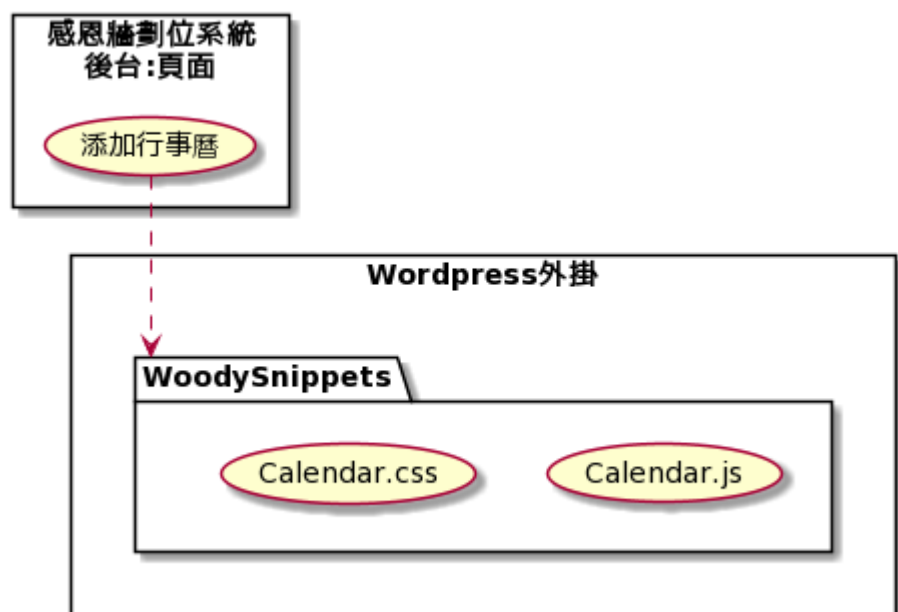 感恩牆劃位系統
後台:頁面
添加行事曆
Wordpress外掛
WoodySnippets
Calendar.css
Calendar.js